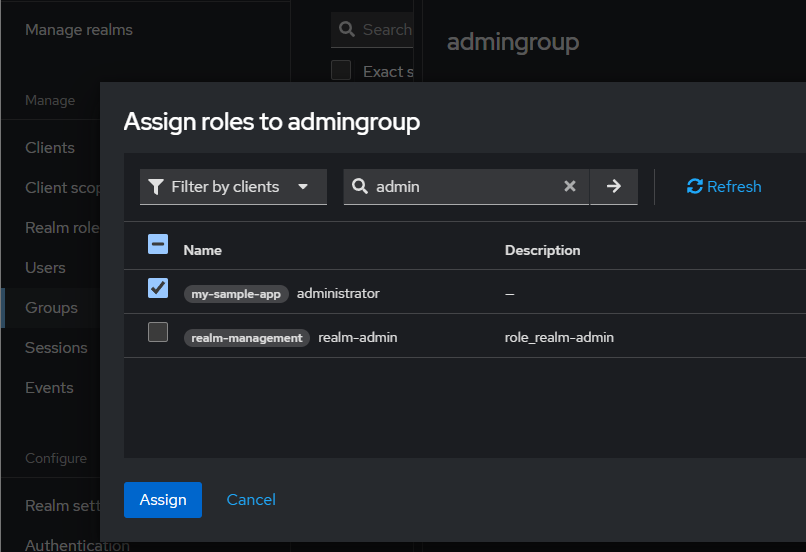 Manage realms
Search
Exact s
admingroup
Manage
Clients
Client scop
Realm role
Users
Groups
Sessions
Events
Configure
Realm sett
Authentication
Assign roles to admingroup
Filter by clients
admin
Refresh
Name Description
my-sample-app administrator –
realm-management realm-admin role_realm-admin
Assign Cancel